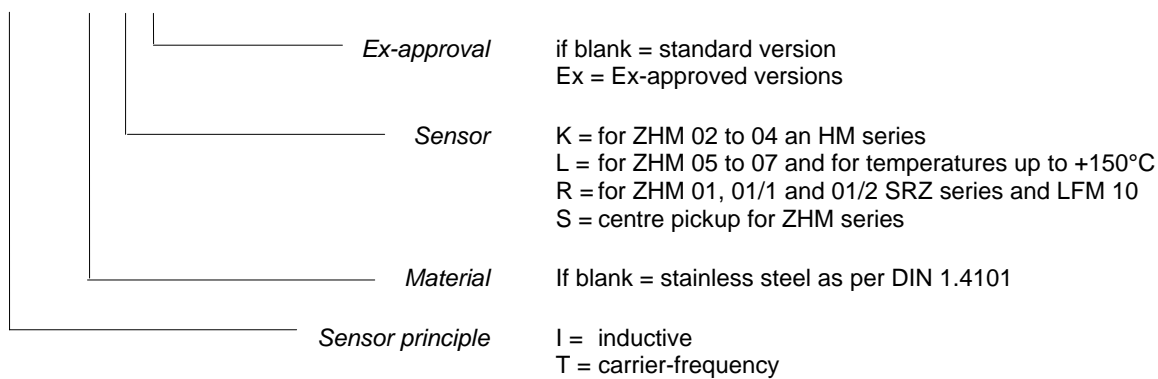 Ex-approval if blank = standard version
Ex = Ex-approved versions
Sensor K = for ZHM 02 to 04 an HM series
L = for ZHM 05 to 07 and for temperatures up to +150°C
R = for ZHM 01, 01/1 and 01/2 SRZ series and LFM 10
S = centre pickup for ZHM series
Material If blank = stainless steel as per DIN 1.4101
Sensor principle I = inductive
T = carrier-frequency